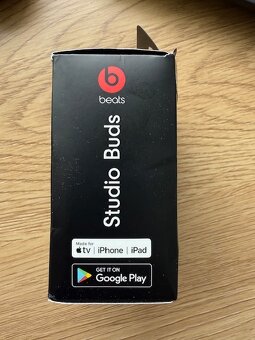 beats
Studio Buds
Made for
tv | iPhone | iPad
GET IT ON
Google Play